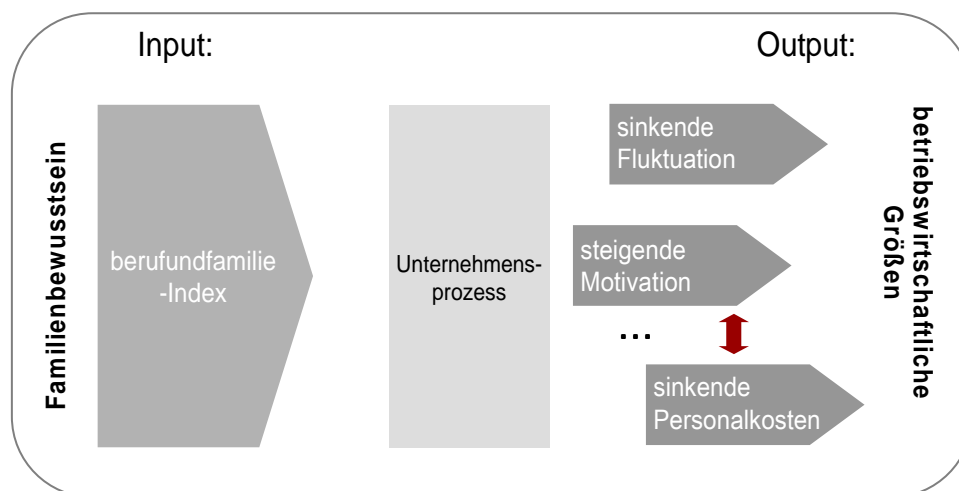 Input:
Output:
Familienbewusstsein
berufundfamilie
-Index
Unternehmens-
prozess
sinkende
Fluktuation
steigende
Motivation
...
sinkende
Personalkosten
betriebswirtschaftliche
Größen